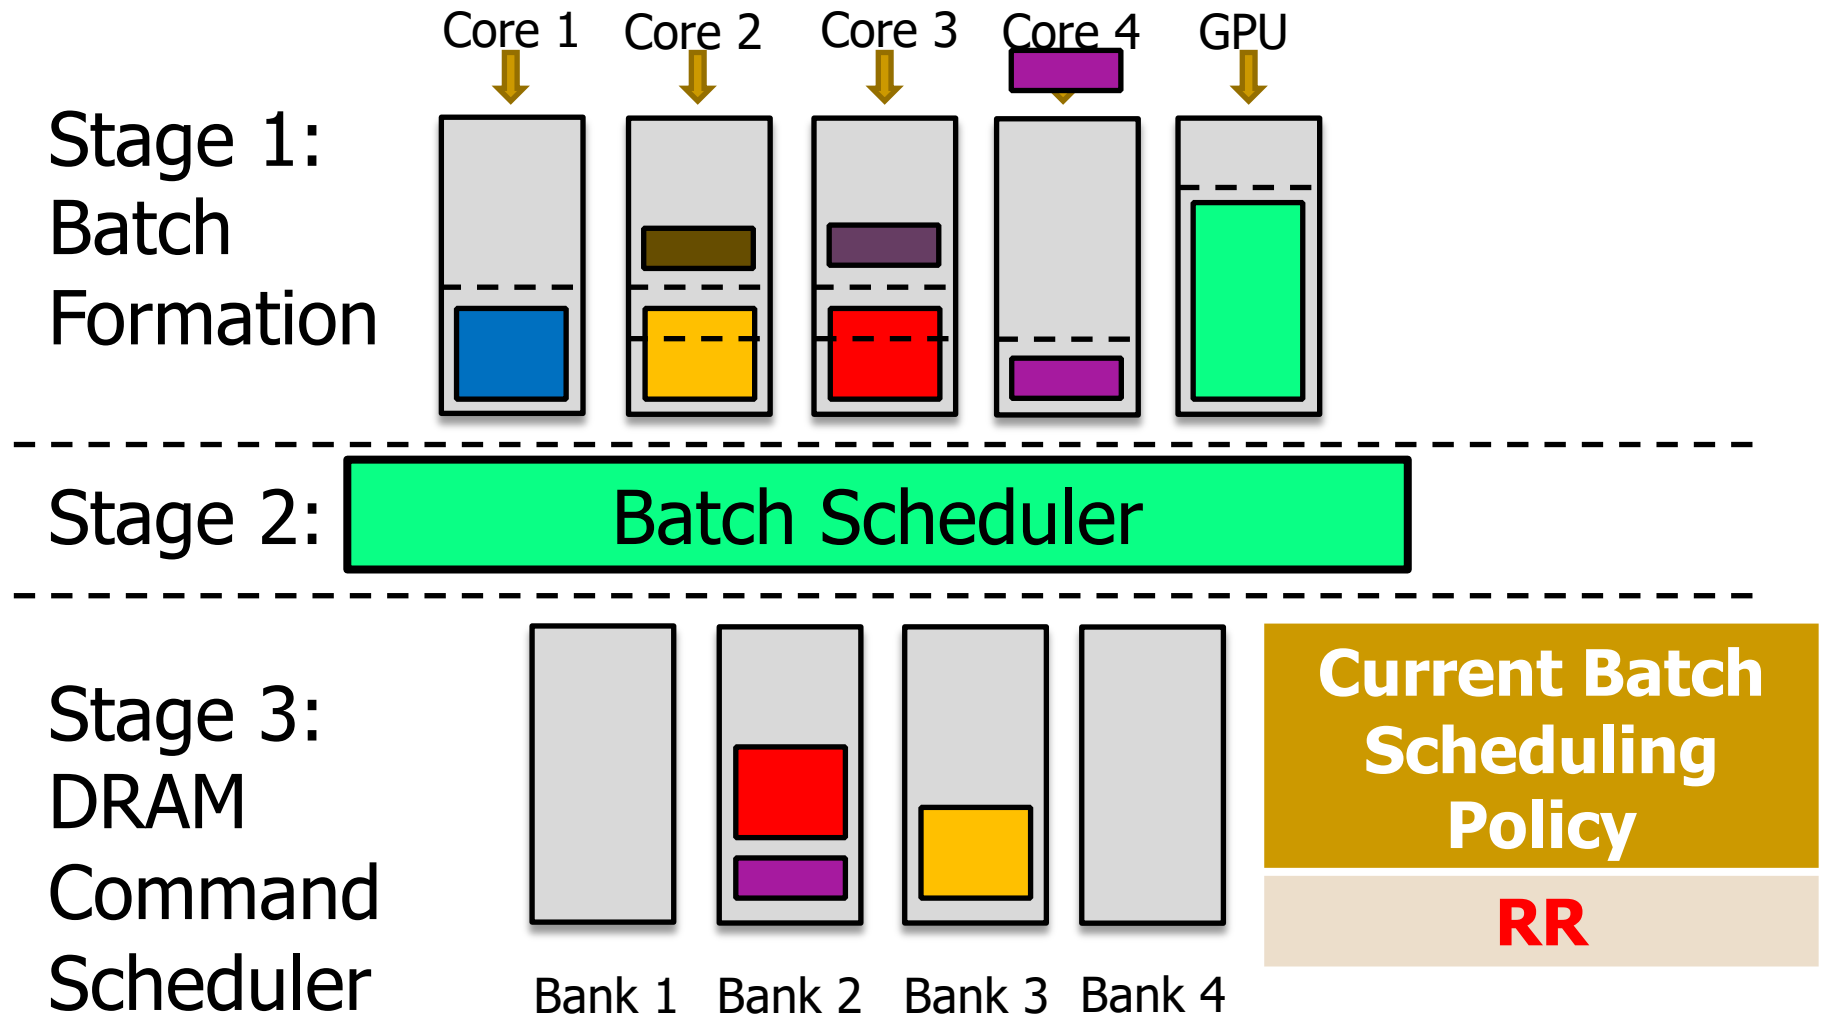 Core 1 Core 2 Core 3 Core 4 GPU
Stage 1:
Batch
Formation
Stage 2:
Batch Scheduler
Stage 3:
DRAM
Command
Scheduler
Current Batch
Scheduling
Policy
RR
Bank 1 Bank 2 Bank 3 Bank 4